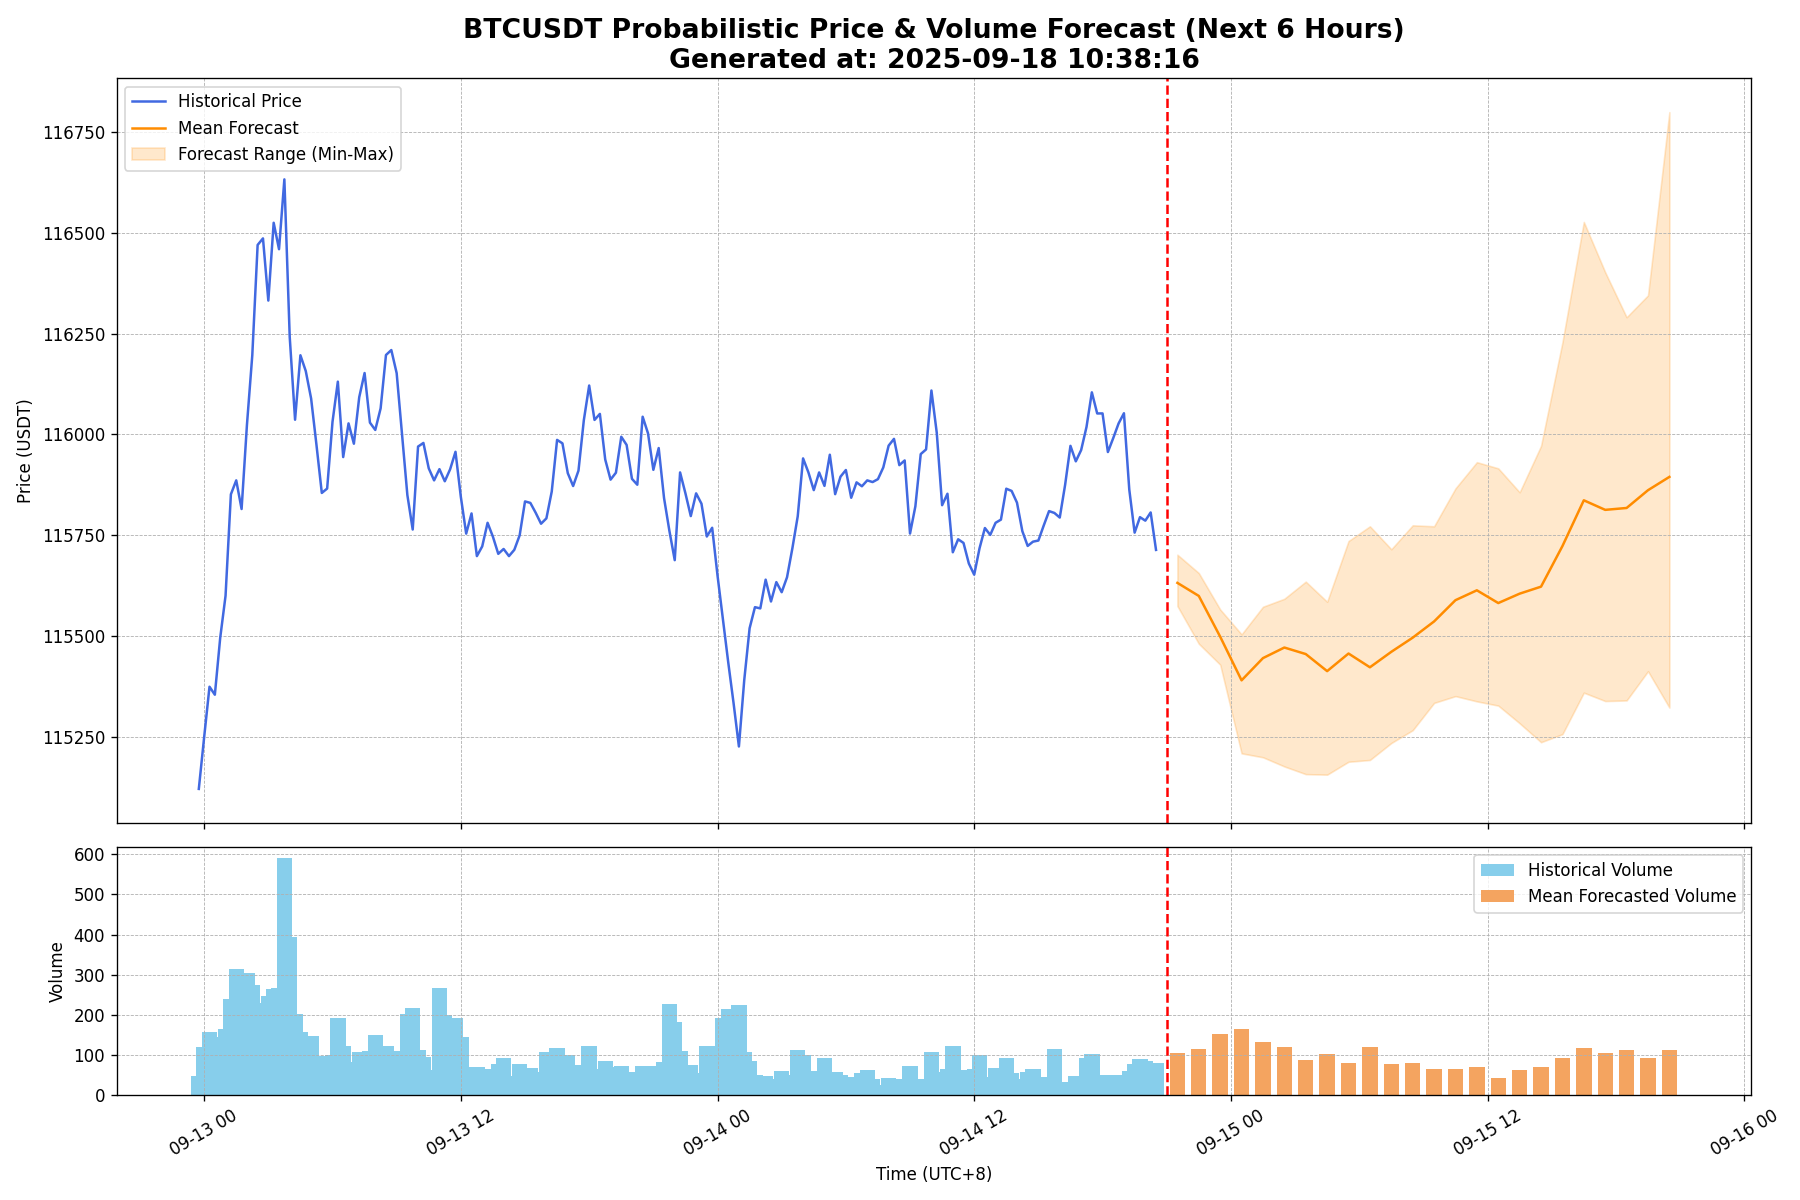 BTCUSDT Probabilistic Price & Volume Forecast (Next 6 Hours)
Generated at: 2025-09-18 10:38:16
Historical Price
Mean Forecast
Forecast Range (Min-Max)
116750
116500
116250
116000
115750
115500
115250
Price (USDT)
Historical Volume
Mean Forecasted Volume
600
500
400
300
200
100
0
Volume
09-13 00
09-13 12
09-14 00
09-14 12
09-15 00
09-15 12
09-16 00
Time (UTC+8)